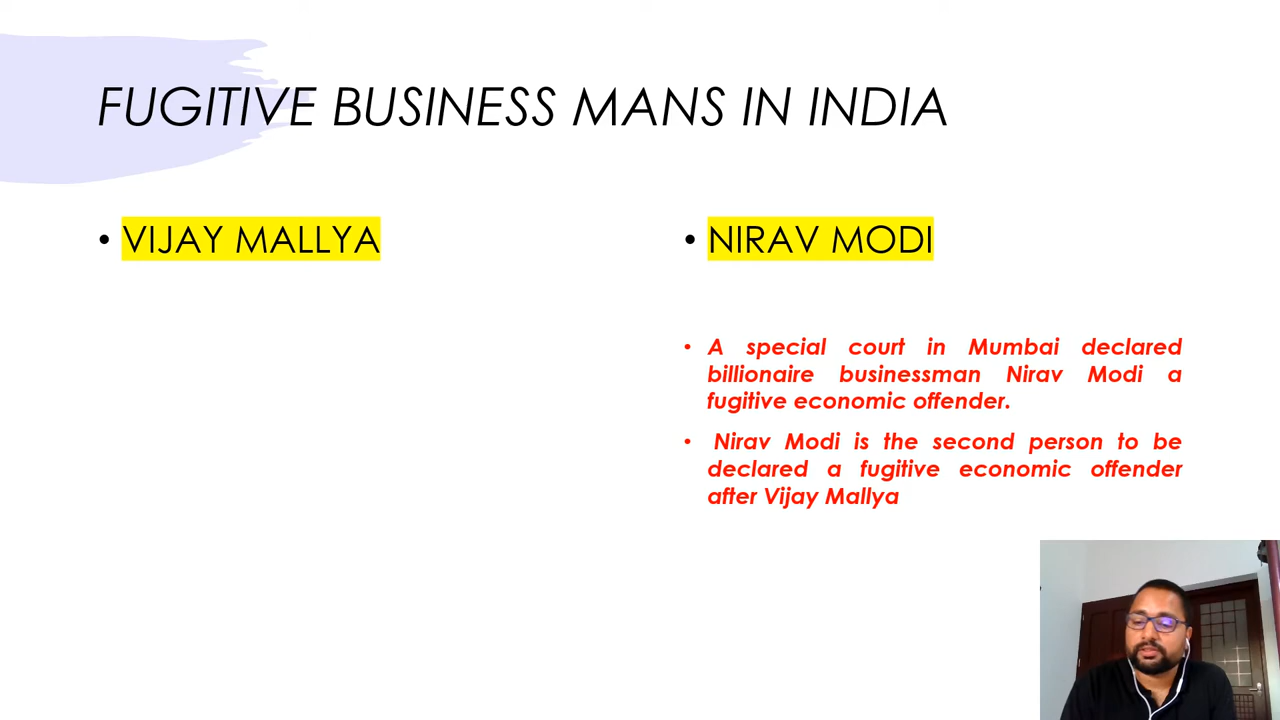 FUGITIVE BUSINESS MANS IN INDIA
• VIJAY MALLYA
• NIRAV MODI
• A special court in Mumbai declared
billionaire businessman Nirav Modi a
fugitive economic offender.
• Nirav Modi is the second person to be
declared a fugitive economic offender
after Vijay Mallya